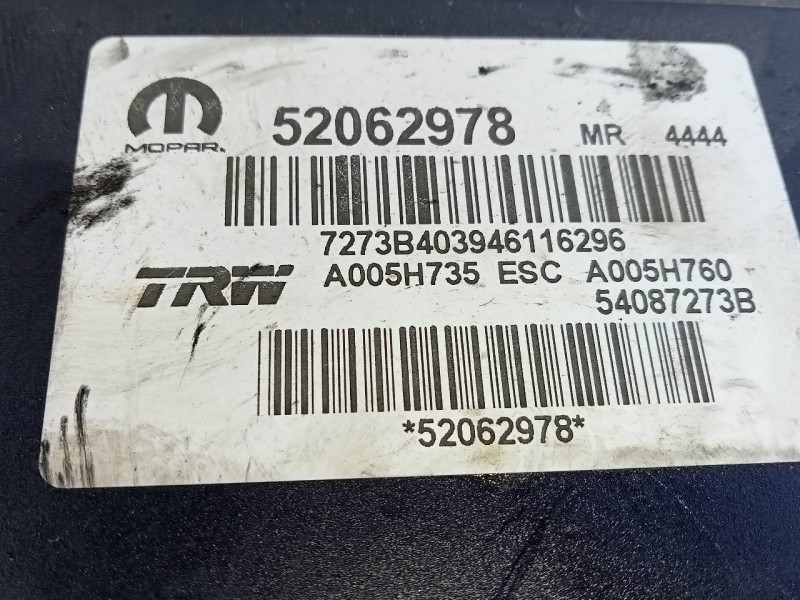 52062978 MR 4444
MOPAR.
7273B403946116296
TRW A005H735 ESC A005H760
54087273B
*52062978*